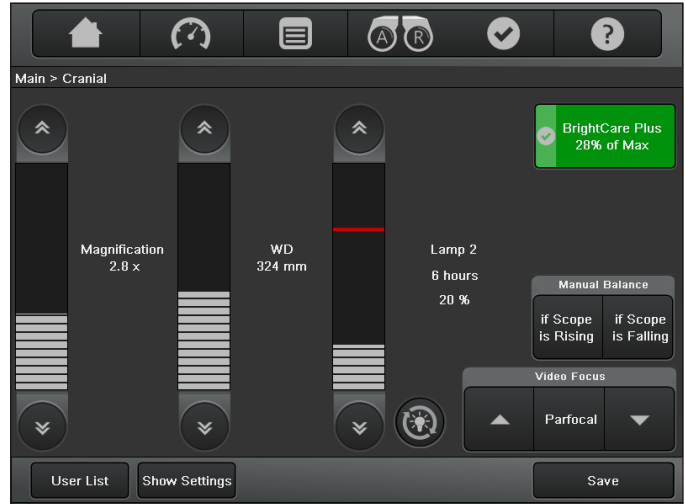 A R ?
Main > Cranial
BrightCare Plus
28% of Max
Magnification
2.8 x
WD
324 mm
Lamp 2
6 hours
20 %
Manual Balance
if Scope
is Rising
if Scope
is Falling
Video Focus
Parfocal
User List
Show Settings
Save